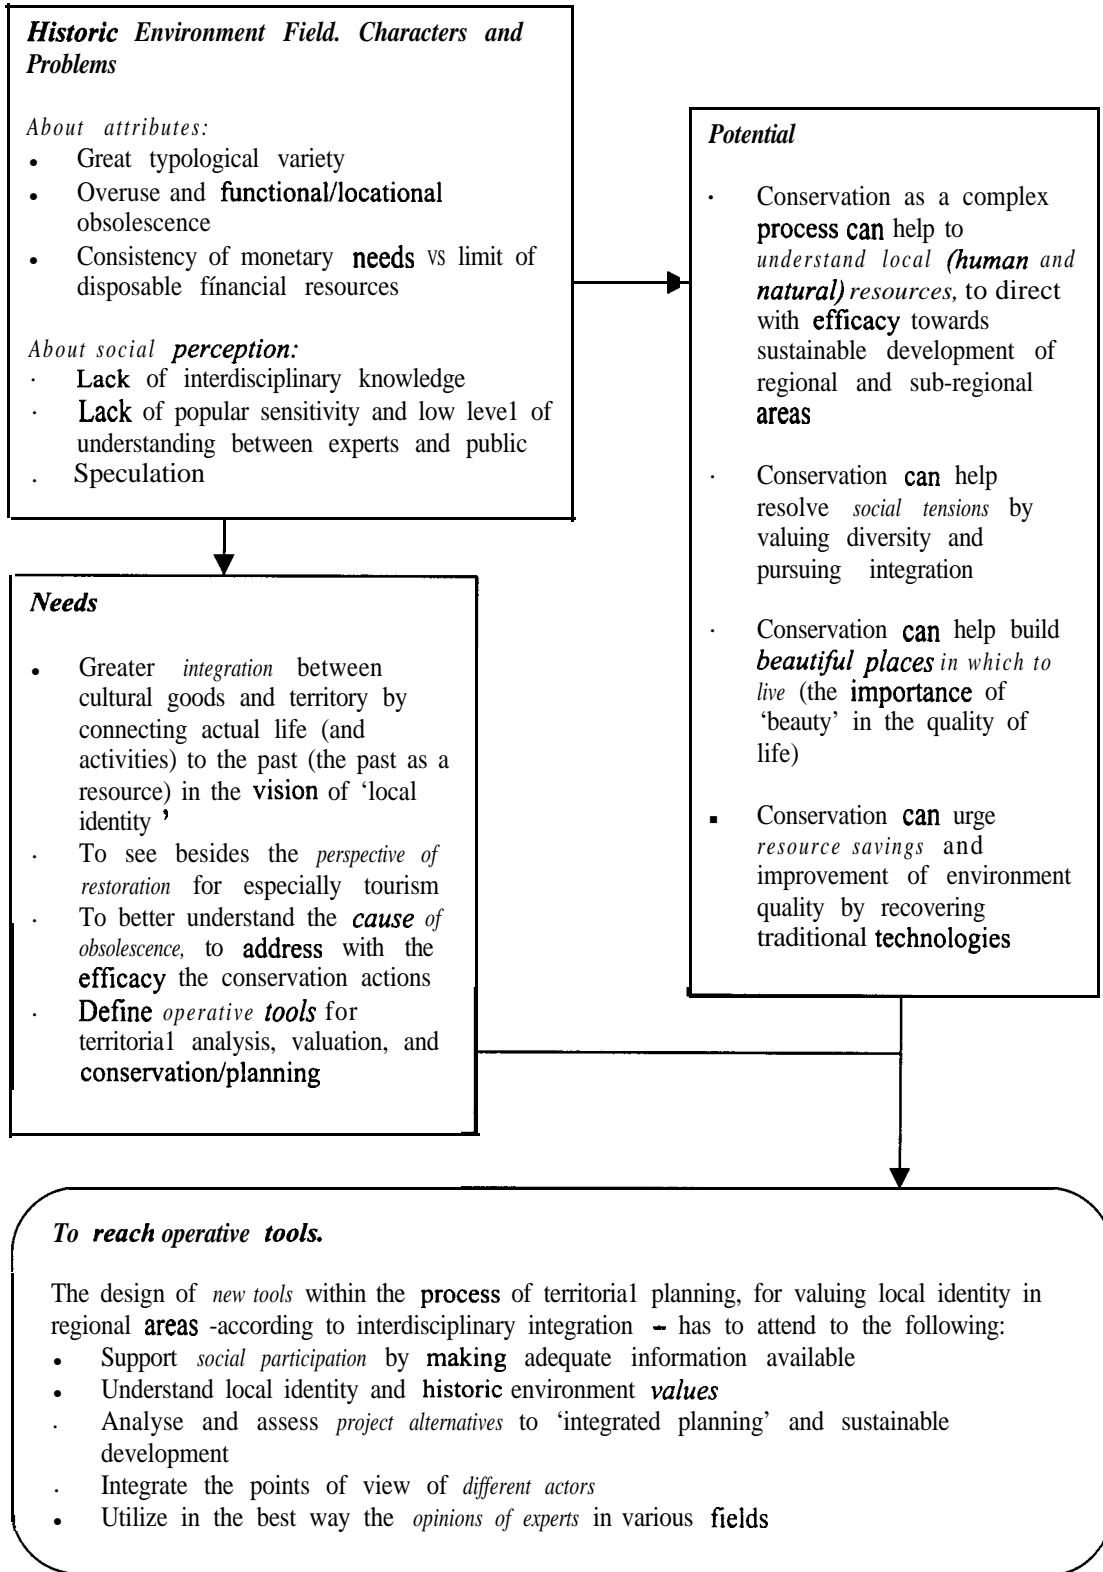 Historic Environment Field. Characters and
Problems
About attributes:
• Great typological variety
• Overuse and functional/locational
obsolescence
• Consistency of monetary needs VS limit of
disposable fínancial resources
About social perception:
· Lack of interdisciplinary knowledge
· Lack of popular sensitivity and low leve1 of
understanding between experts and public
. Speculation
Needs
• Greater integration between
cultural goods and territory by
connecting actual life (and
activities) to the past (the past as a
resource) in the vision of ‘local
identity ’
· To see besides the perspective of
restoration for especially tourism
· To better understand the cause of
obsolescence, to address with the
efficacy the conservation actions
· Define operative tools for
territoria1 analysis, valuation, and
conservation/planning
Potential
· Conservation as a complex
process can help to
understand local (human and
natural) resources, to direct
with efficacy towards
sustainable development of
regional and sub-regional
areas
· Conservation can help
resolve social tensions by
valuing diversity and
pursuing integration
· Conservation can help build
beautiful places in which to
live (the importance of
‘beauty’ in the quality of
life)
▪ Conservation can urge
resource savings and
improvement of environment
quality by recovering
traditional technologies
To reach operative tools.
The design of new tools within the process of territoria1 planning, for valuing local identity in
regional areas -according to interdisciplinary integration – has to attend to the following:
• Support social participation by making adequate information available
• Understand local identity and historic environment values
· Analyse and assess project alternatives to ‘integrated planning’ and sustainable
development
· Integrate the points of view of different actors
• Utilize in the best way the opinions of experts in various fields